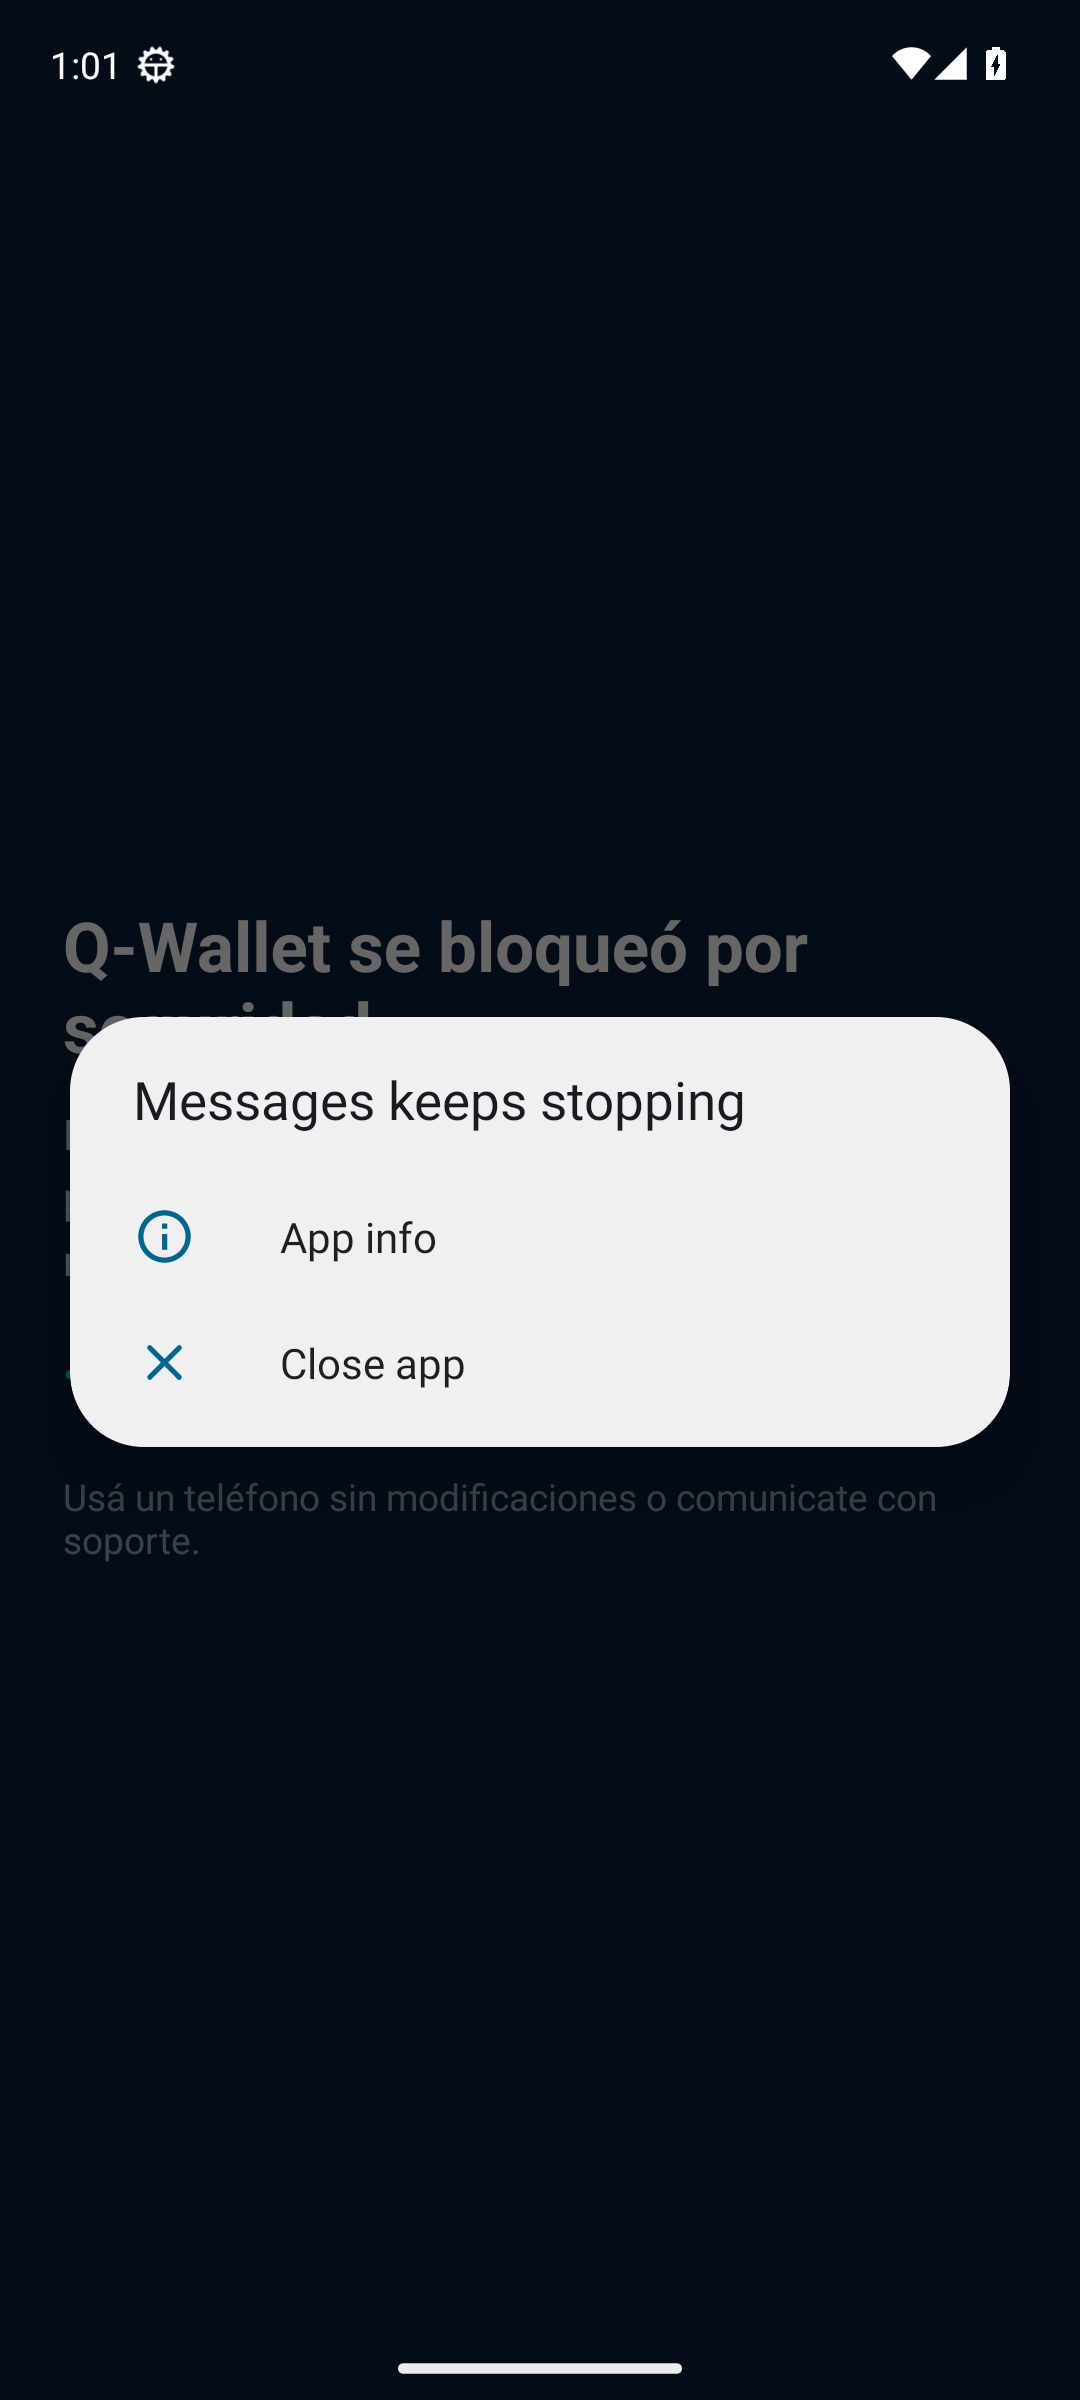 1:01
Q-Wallet se bloqueó por
Messages keeps stopping
App info
Close app
Usá un teléfono sin modificaciones o comunicate con
soporte.